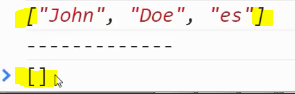 ["John", "Doe", "es"]
-------------
> []